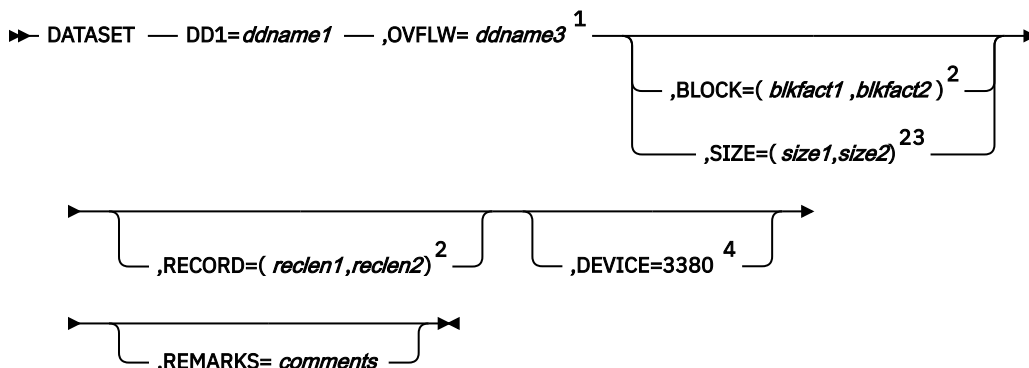 DATASET DD1=ddname1 ,OVFLW= ddname3 1
,BLOCK=( blkfact1 ,blkfact2 ) 2
,SIZE=( size1,size2) 23
,RECORD=( reclen1,reclen2) 2 ,DEVICE=3380 4
,REMARKS= comments